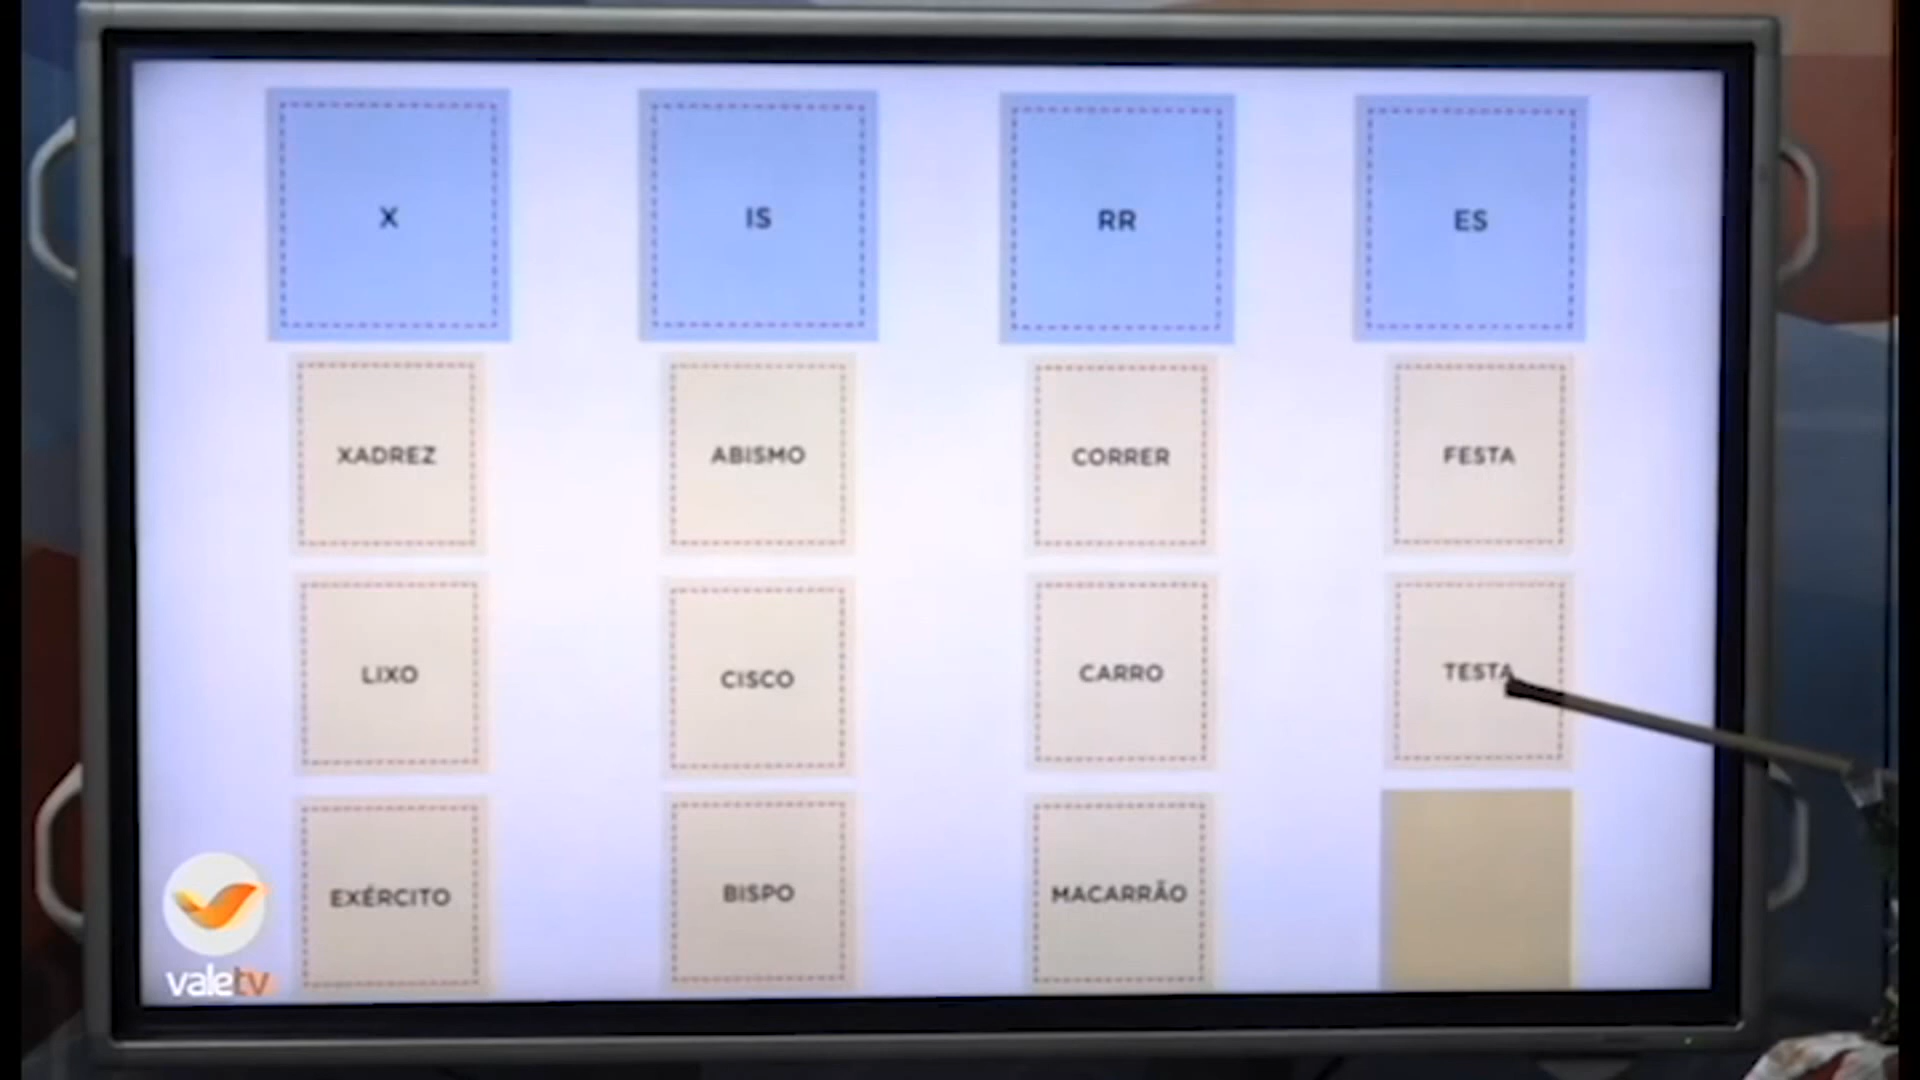 X IS RR ES
XADREZ ABISMO CORRER FESTA
LIXO CISCO CARRO TESTA
EXÉRCITO BISPO MACARRÃO
valetv